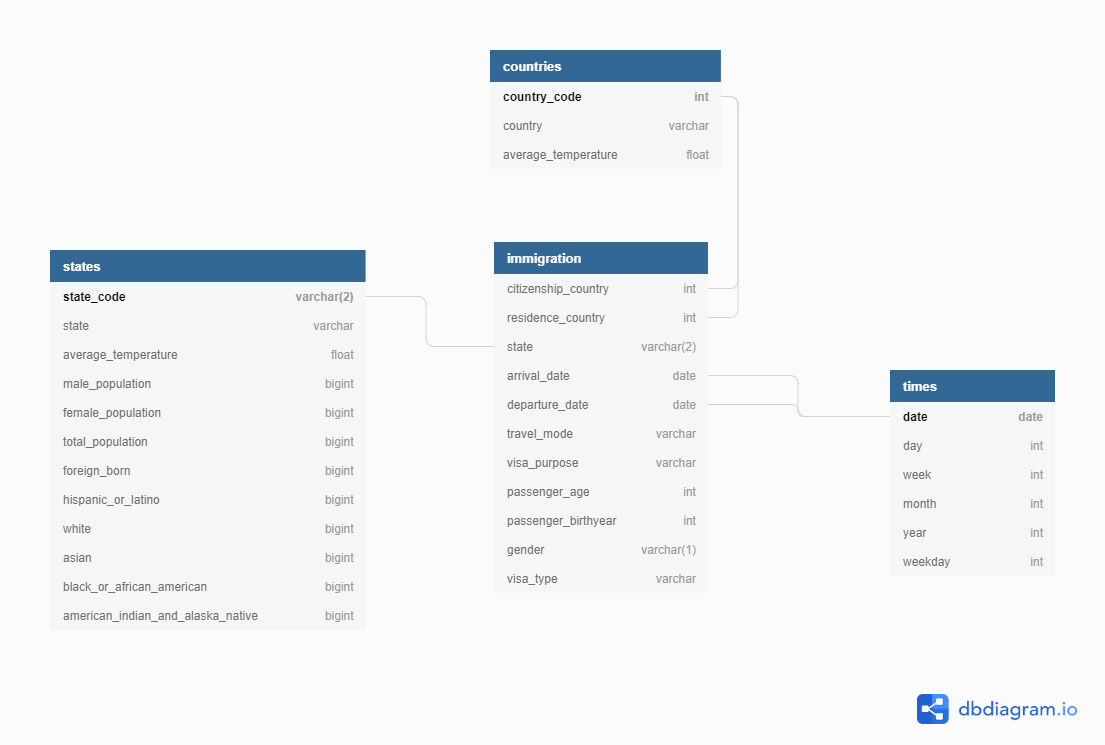 countries
country_code int
country varchar
average_temperature float
states
state_code varchar(2)
state varchar
average_temperature float
male_population bigint
female_population bigint
total_population bigint
foreign_born bigint
hispanic_or_latino bigint
white bigint
asian bigint
black_or_african_american bigint
american_indian_and_alaska_native bigint
immigration
citizenship_country int
residence_country int
state varchar(2)
arrival_date date
departure_date date
travel_mode varchar
visa_purpose varchar
passenger_age int
passenger_birthyear int
gender varchar(1)
visa_type varchar
times
date date
day int
week int
month int
year int
weekday int
dbdiagram.io